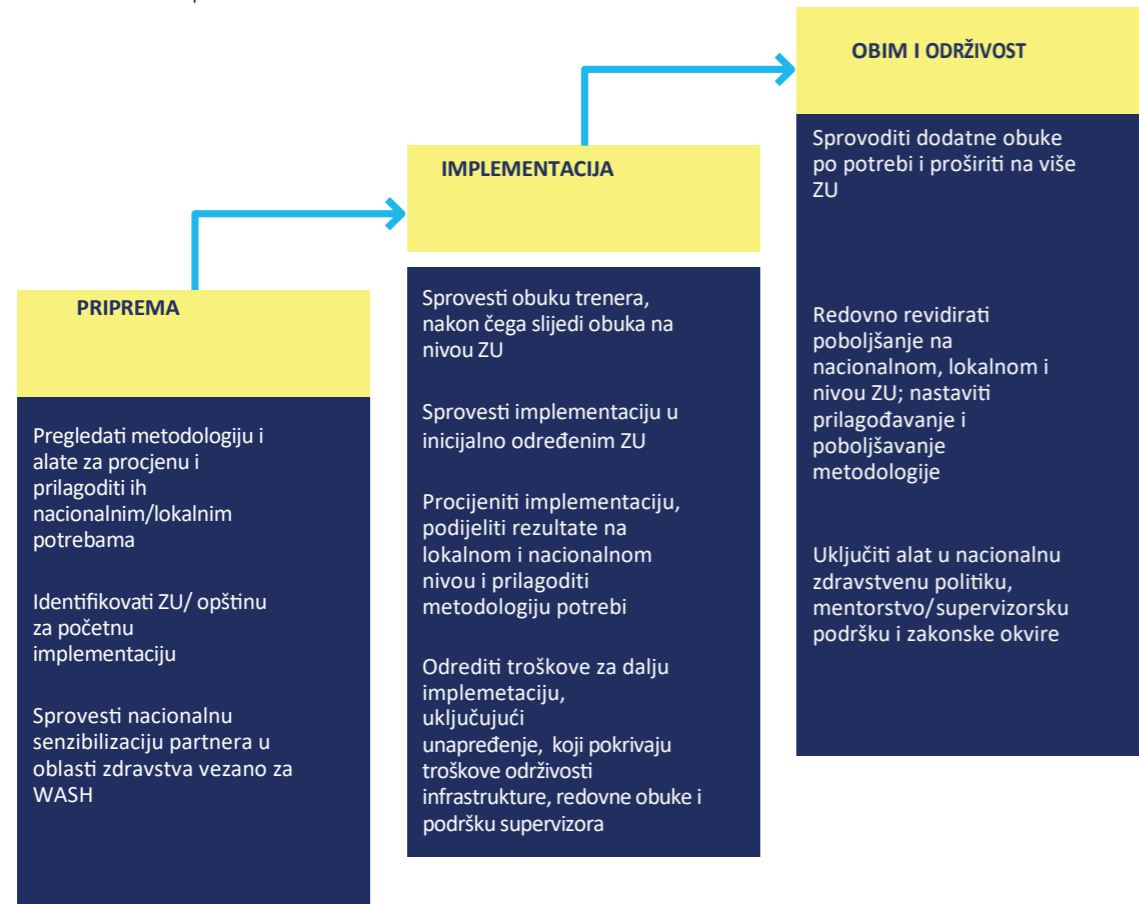 PRIPREMA
Pregledati metodologiju i
alate za procjenu i
prilagoditi ih
nacionalnim/lokalnim
potrebama
Identifikovati ZU/ opštinu
za početnu
implementaciju
Sprovesti nacionalnu
senzibilizaciju partnera u
oblasti zdravstva vezano za
WASH
IMPLEMENTACIJA
Sprovesti obuku trenera,
nakon čega slijedi obuka na
nivou ZU
Sprovesti implementaciju u
inicijalno određenim ZU
Procijeniti implementaciju,
podijeliti rezultate na
lokalnom i nacionalnom
nivou i prilagoditi
metodologiju potrebi
Odrediti troškove za dalju
implemetaciju,
uključujući
unapređenje, koji pokrivaju
troškove održivosti
infrastrukture, redovne obuke i
podršku supervizora
OBIM I ODRŽIVOST
Sprovoditi dodatne obuke
po potrebi i proširiti na više
ZU
Redovno revidirati
poboljšanje na
nacionalnom, lokalnom i
nivou ZU; nastaviti
prilagođavanje i
poboljšavanje
metodologije
Uključiti alat u nacionalnu
zdravstvenu politiku,
mentorstvo/supervizorsku
podršku i zakonske okvire